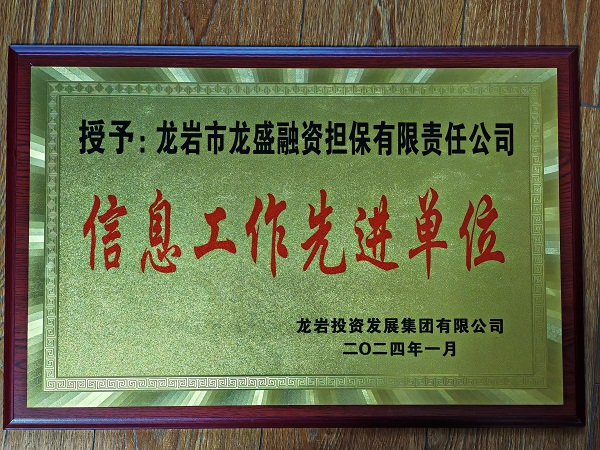 授予：龙岩市龙盛融资担保有限责任公司
信息工作先进单位
龙岩投资发展集团有限公司
二〇二四年一月